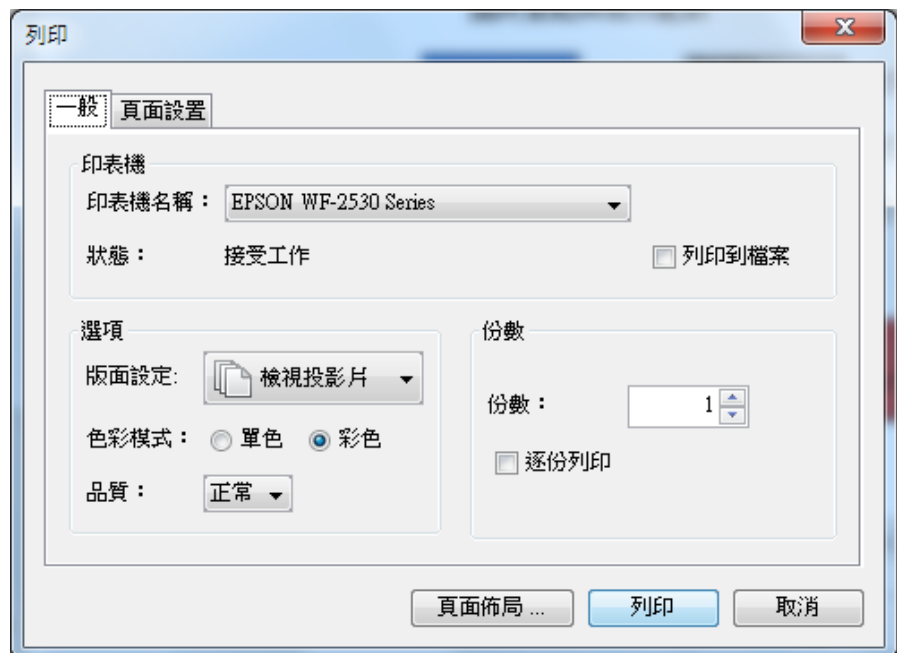 列印
一般 頁面設置
印表機
印表機名稱： EPSON WF-2530 Series
狀態： 接受工作 列印到檔案
選項
版面設定: 檢視投影片
色彩模式： 單色 彩色
品質： 正常
份數
份數： 1
逐份列印
頁面佈局 ... 列印 取消